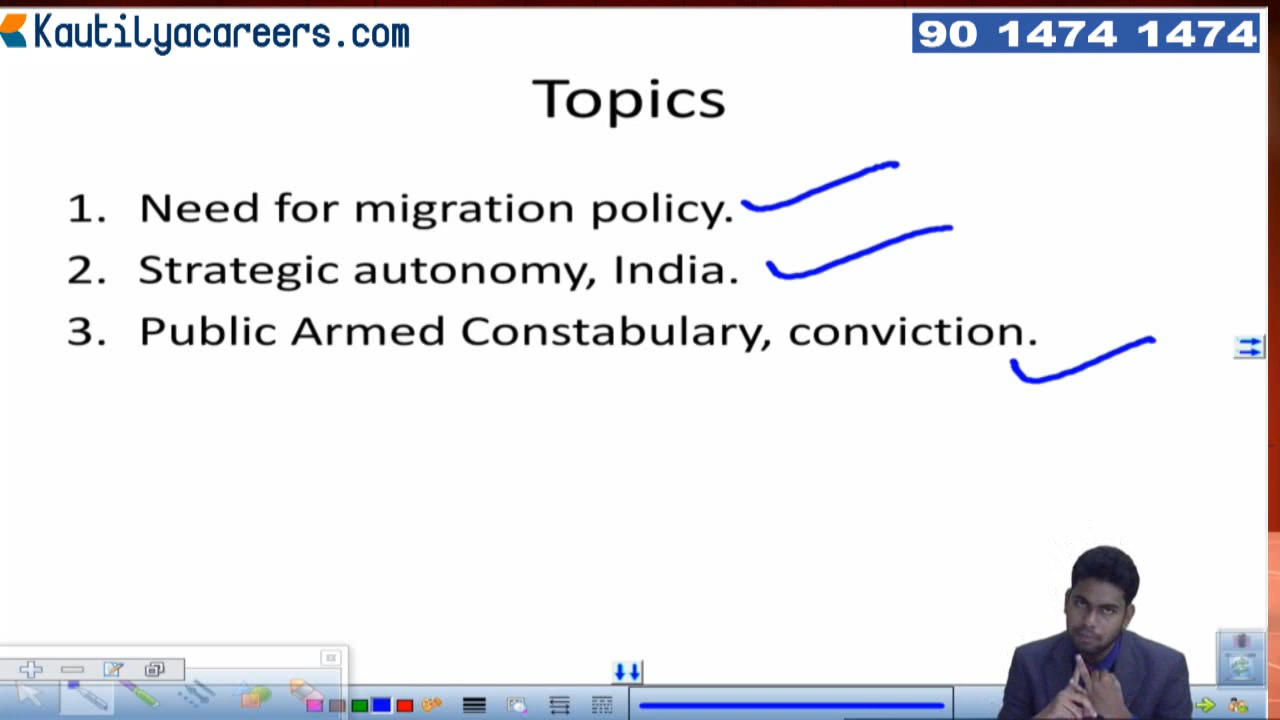 Kautilyacareers.com
90 1474 1474
Topics
1. Need for migration policy.
2. Strategic autonomy, India.
3. Public Armed Constabulary, conviction.